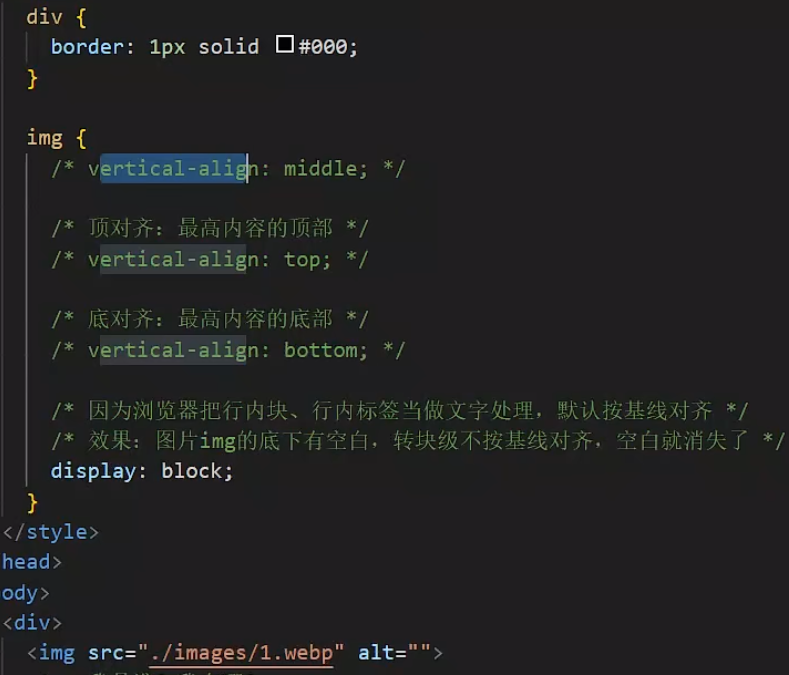 div {
border: 1px solid #000;
}
img {
/* vertical-align: middle; */
/* 顶对齐：最高内容的顶部 */
/* vertical-align: top; */
/* 底对齐：最高内容的底部 */
/* vertical-align: bottom; */
/* 因为浏览器把行内块、行内标签当做文字处理，默认按基线对齐 */
/* 效果：图片img的底下有空白，转块级不按基线对齐，空白就消失了 */
display: block;
}
</style>
head>
ody>
<div>
<img src="./images/1.webp" alt="">